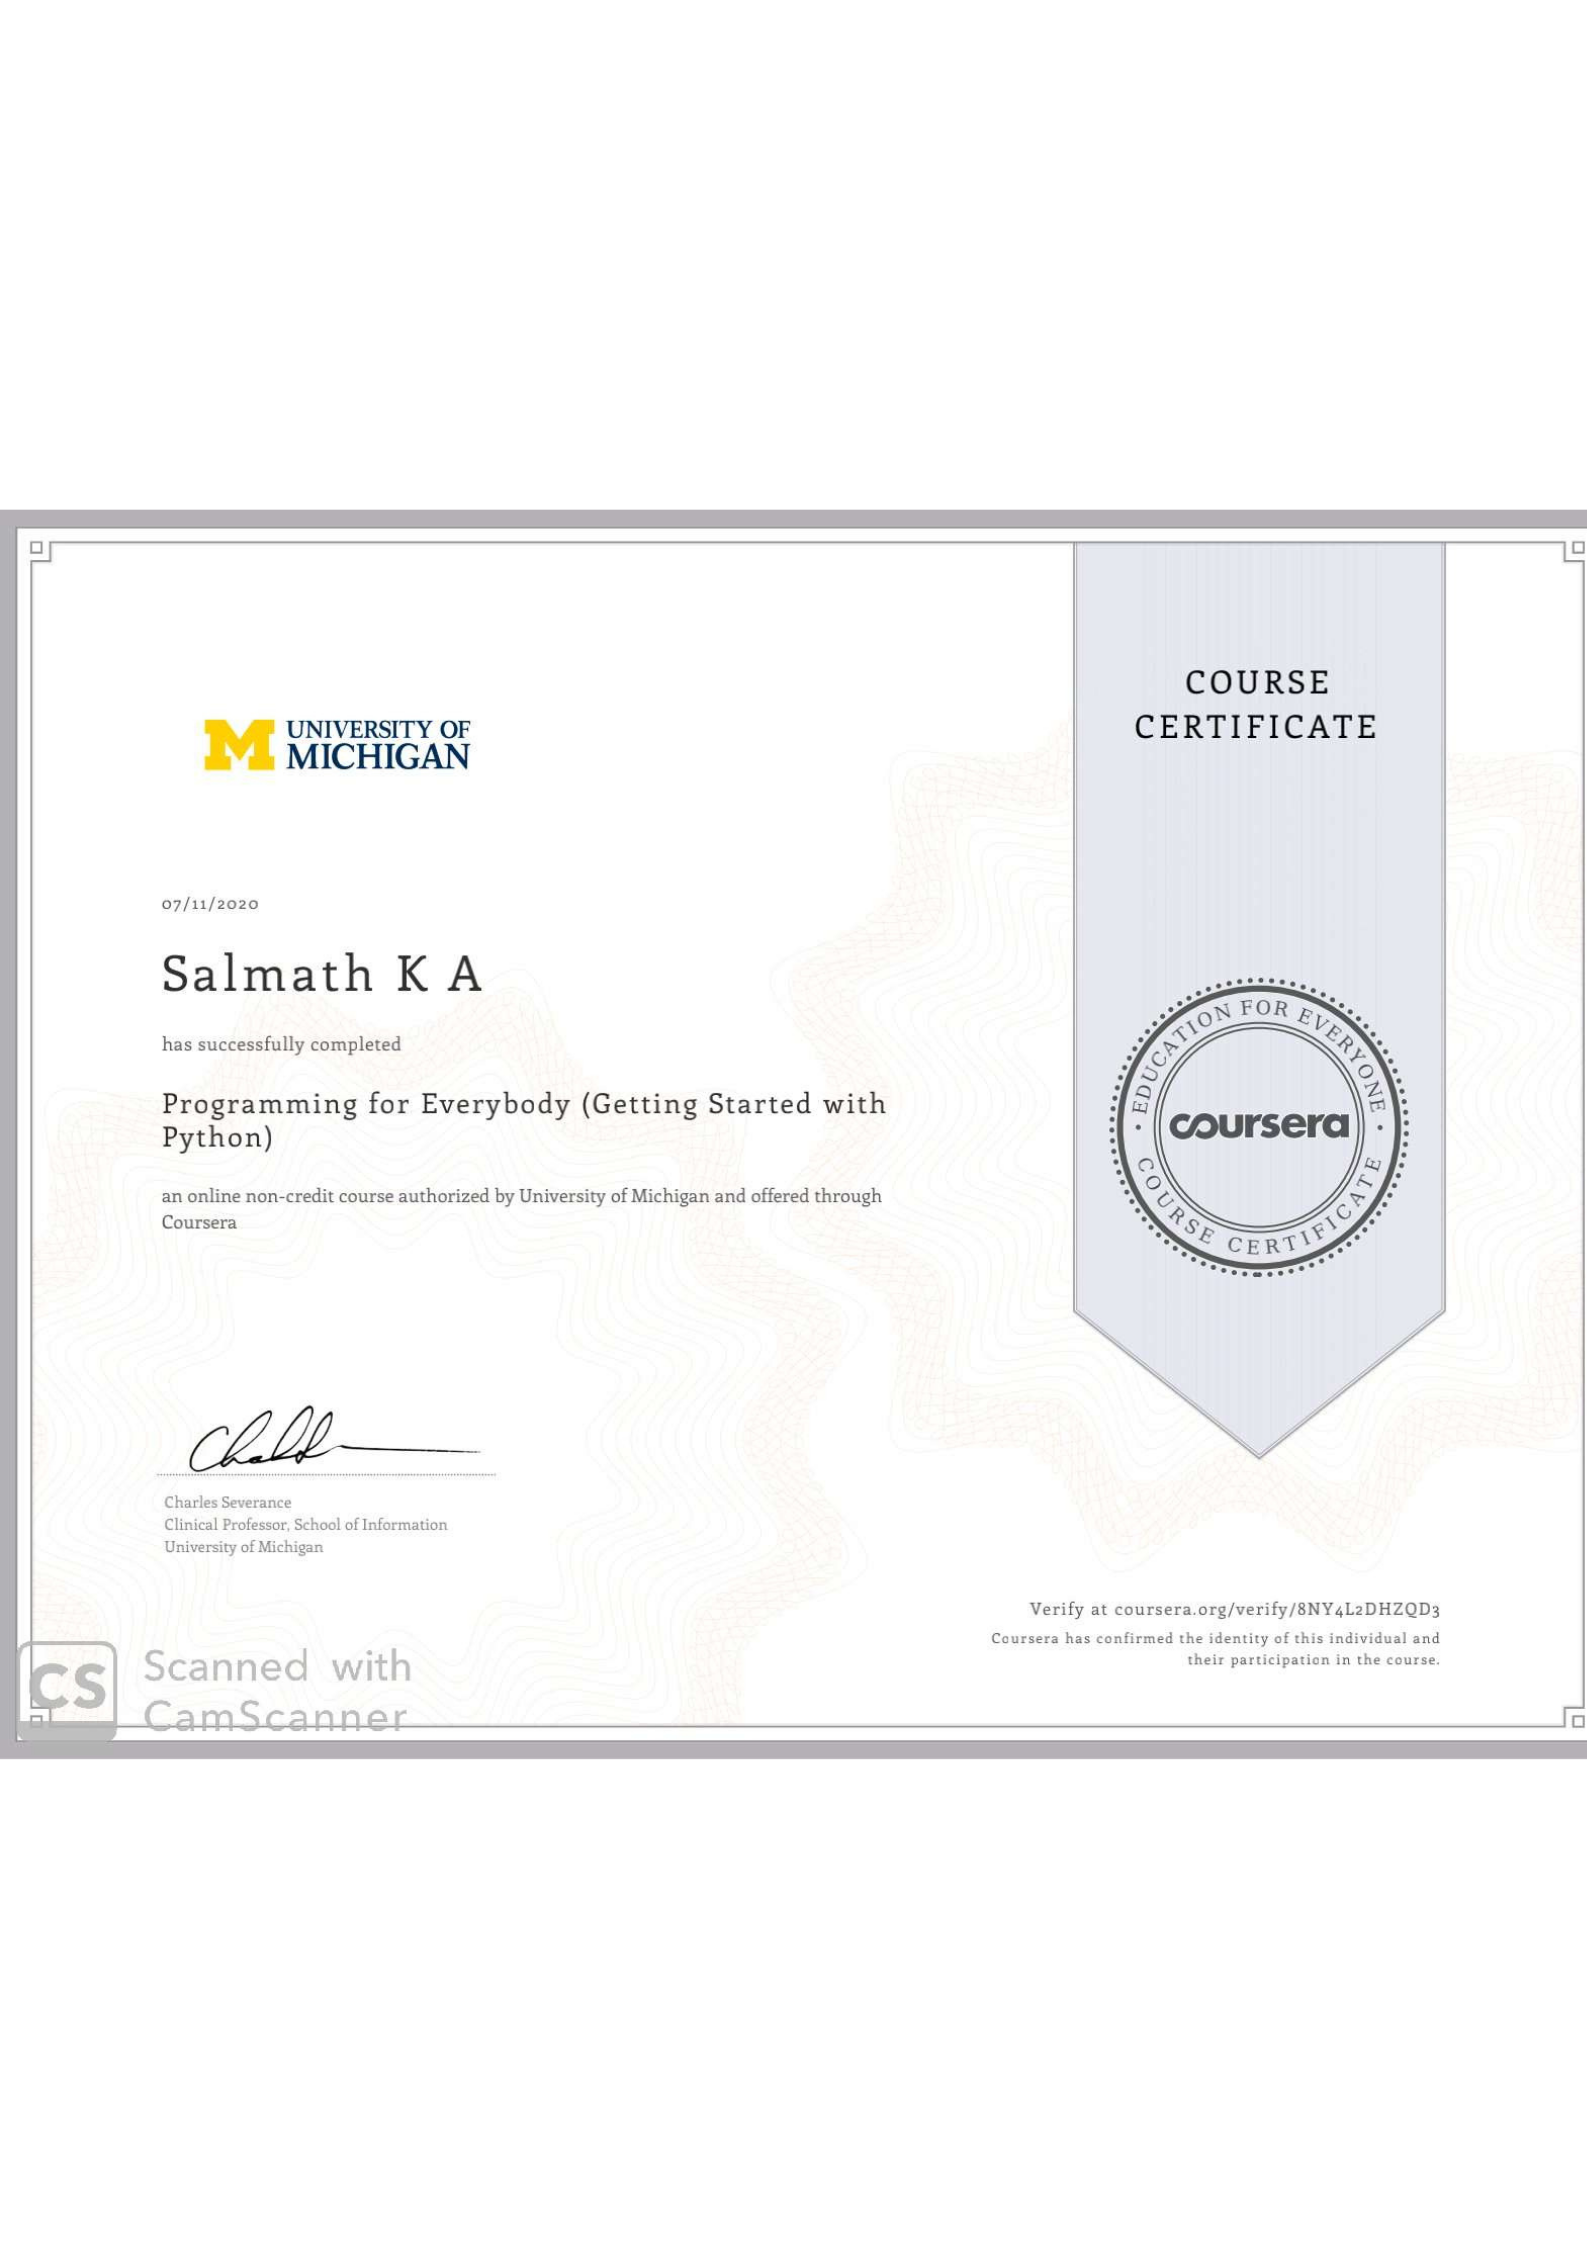 COURSE
CERTIFICATE
UNIVERSITY OF
MICHIGAN
07/11/2020
Salmath K A
has successfully completed
Programming for Everybody (Getting Started with
Python)
an online non-credit course authorized by University of Michigan and offered through
Coursera
EDUCATION FOR EVERYONE
coursera
COURSE CERTIFICATE
Charles Severance
Clinical Professor, School of Information
University of Michigan
Verify at coursera.org/verify/8NY4L2DHZQD3
Coursera has confirmed the identity of this individual and
their participation in the course.
CS
Scanned with
CamScanner